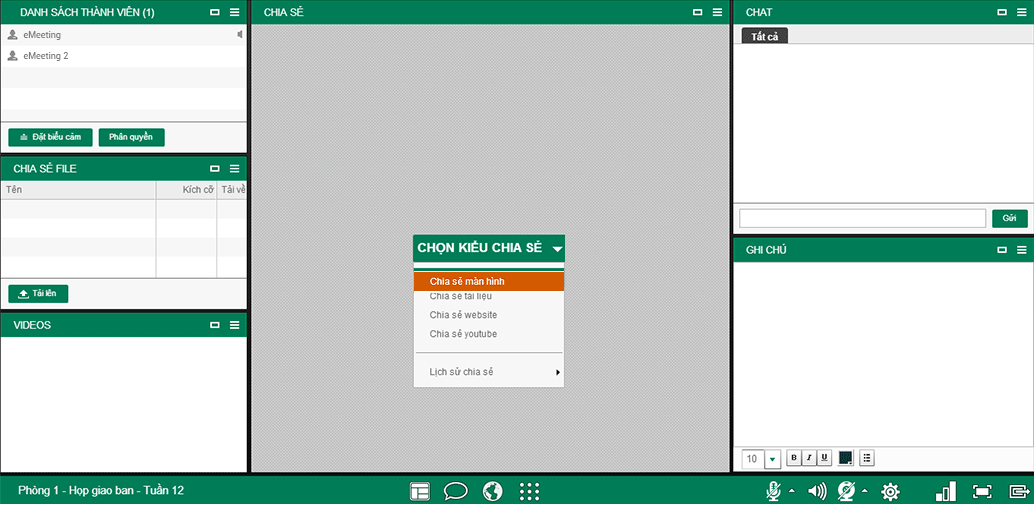 DANH SÁCH THÀNH VIÊN (1)
eMeeting
eMeeting 2
Đặt biểu cảm
Phân quyền
CHIA SẺ FILE
Tên
Kích cỡ
Tải về
Tải lên
VIDEOS
CHIA SẺ
CHỌN KIỂU CHIA SẺ
Chia sẻ màn hình
Chia sẻ tài liệu
Chia sẻ website
Chia sẻ youtube
Lịch sử chia sẻ
CHAT
Tất cả
Gửi
GHI CHÚ
10
B I U
Phòng 1 - Họp giao ban - Tuần 12